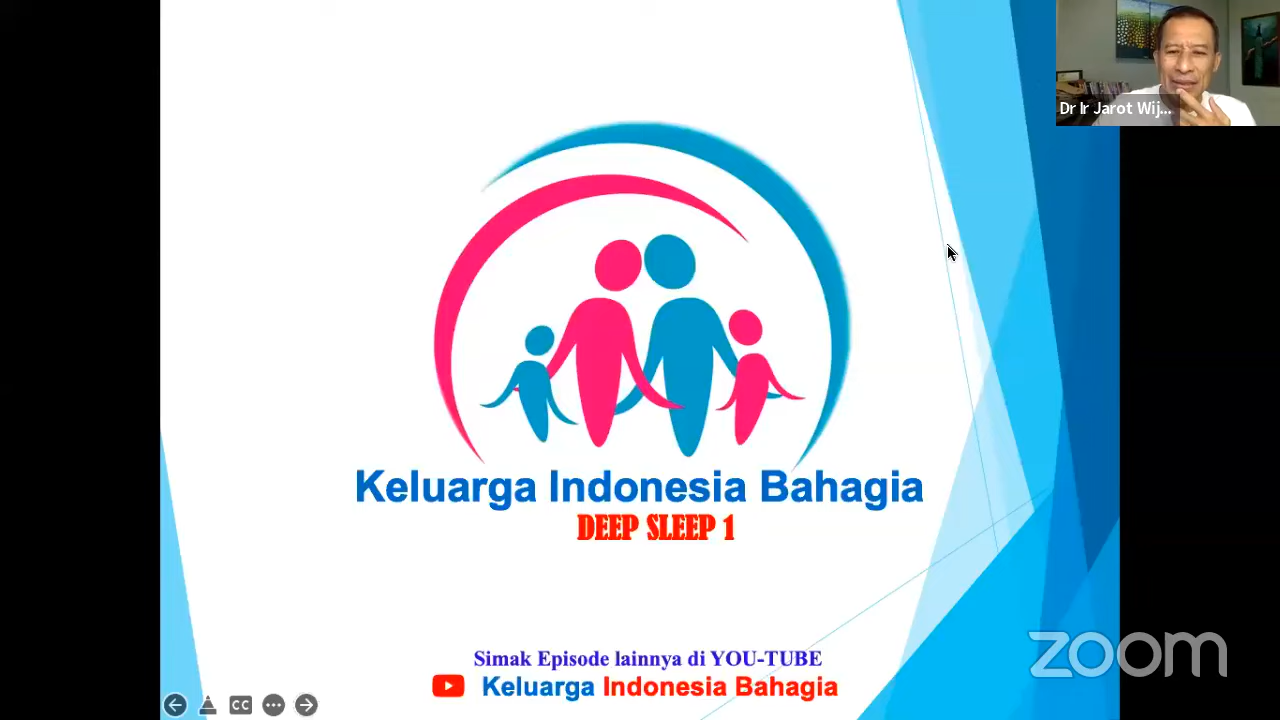 Dr Ir Jarot Wij...
Keluarga Indonesia Bahagia
DEEP SLEEP 1
Simak Episode lainnya di YOU-TUBE
Keluarga Indonesia Bahagia
CC
zoom